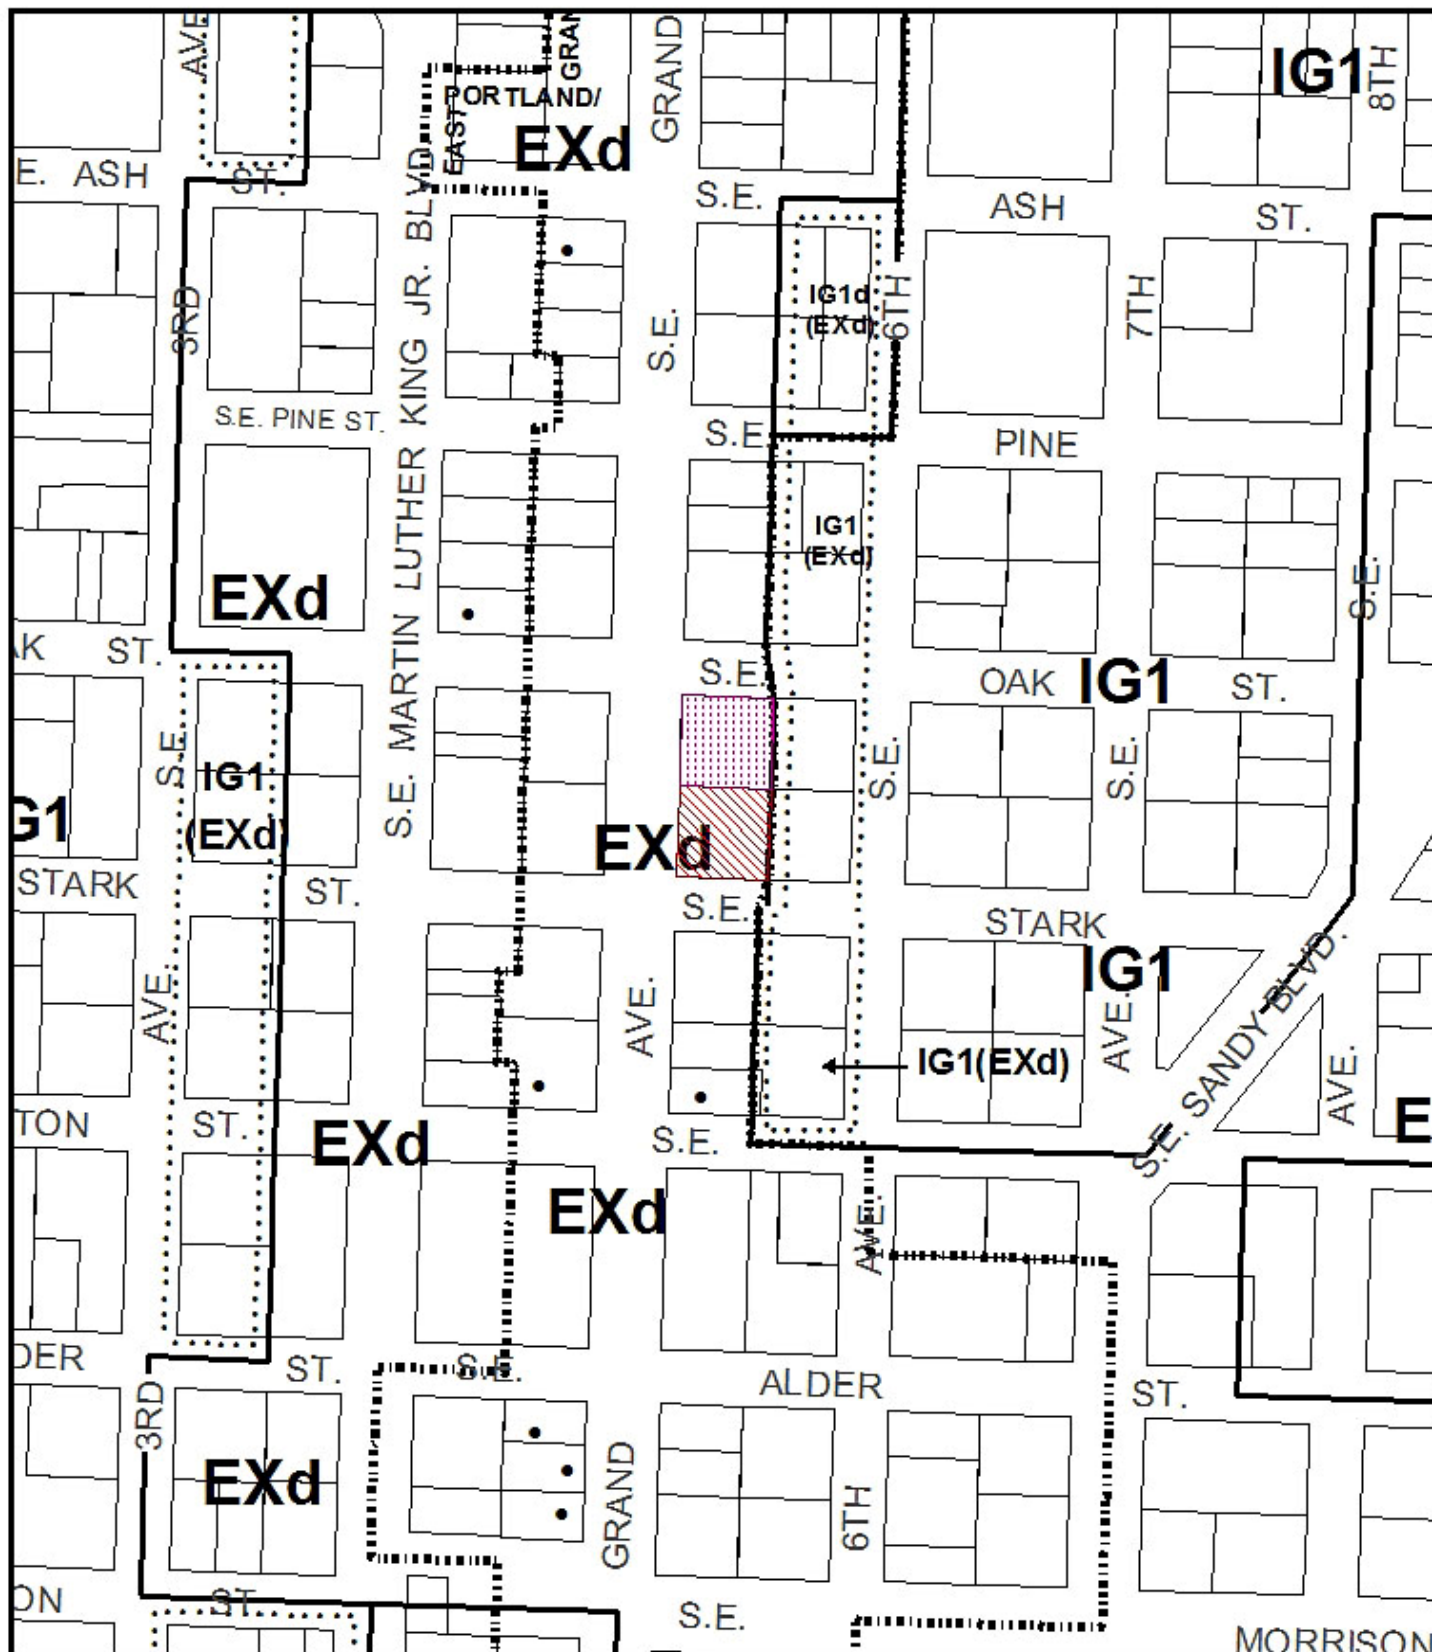 AVE
GRAN
GRAND
IG1
8TH
PORTLAND/
EAST
EXd
E. ASH
ST.
S.E.
ASH
ST.
3RD
S.E. MARTIN LUTHER KING JR. BLVD.
S.E.
IG1d
(EXd)
6TH
7TH
S.E. PINE ST.
S.E.
PINE
IG1
(EXd)
EXd
S.E.
AK
ST.
S.E.
OAK
IG1
ST.
S.E.
IG1
(EXd)
G1
EXd
S.E.
S.E.
STARK
ST.
S.E.
STARK
IG1
AVE.
AVE.
AVE.
IG1(EXd)
S.E. SANDY BLVD.
AVE.
E
TON
ST.
EXd
S.E.
EXd
AVE.
DER
ST.
S.E.
ALDER
ST.
3RD
EXd
GRAND
6TH
ON
ST
S.E.
MORRISON